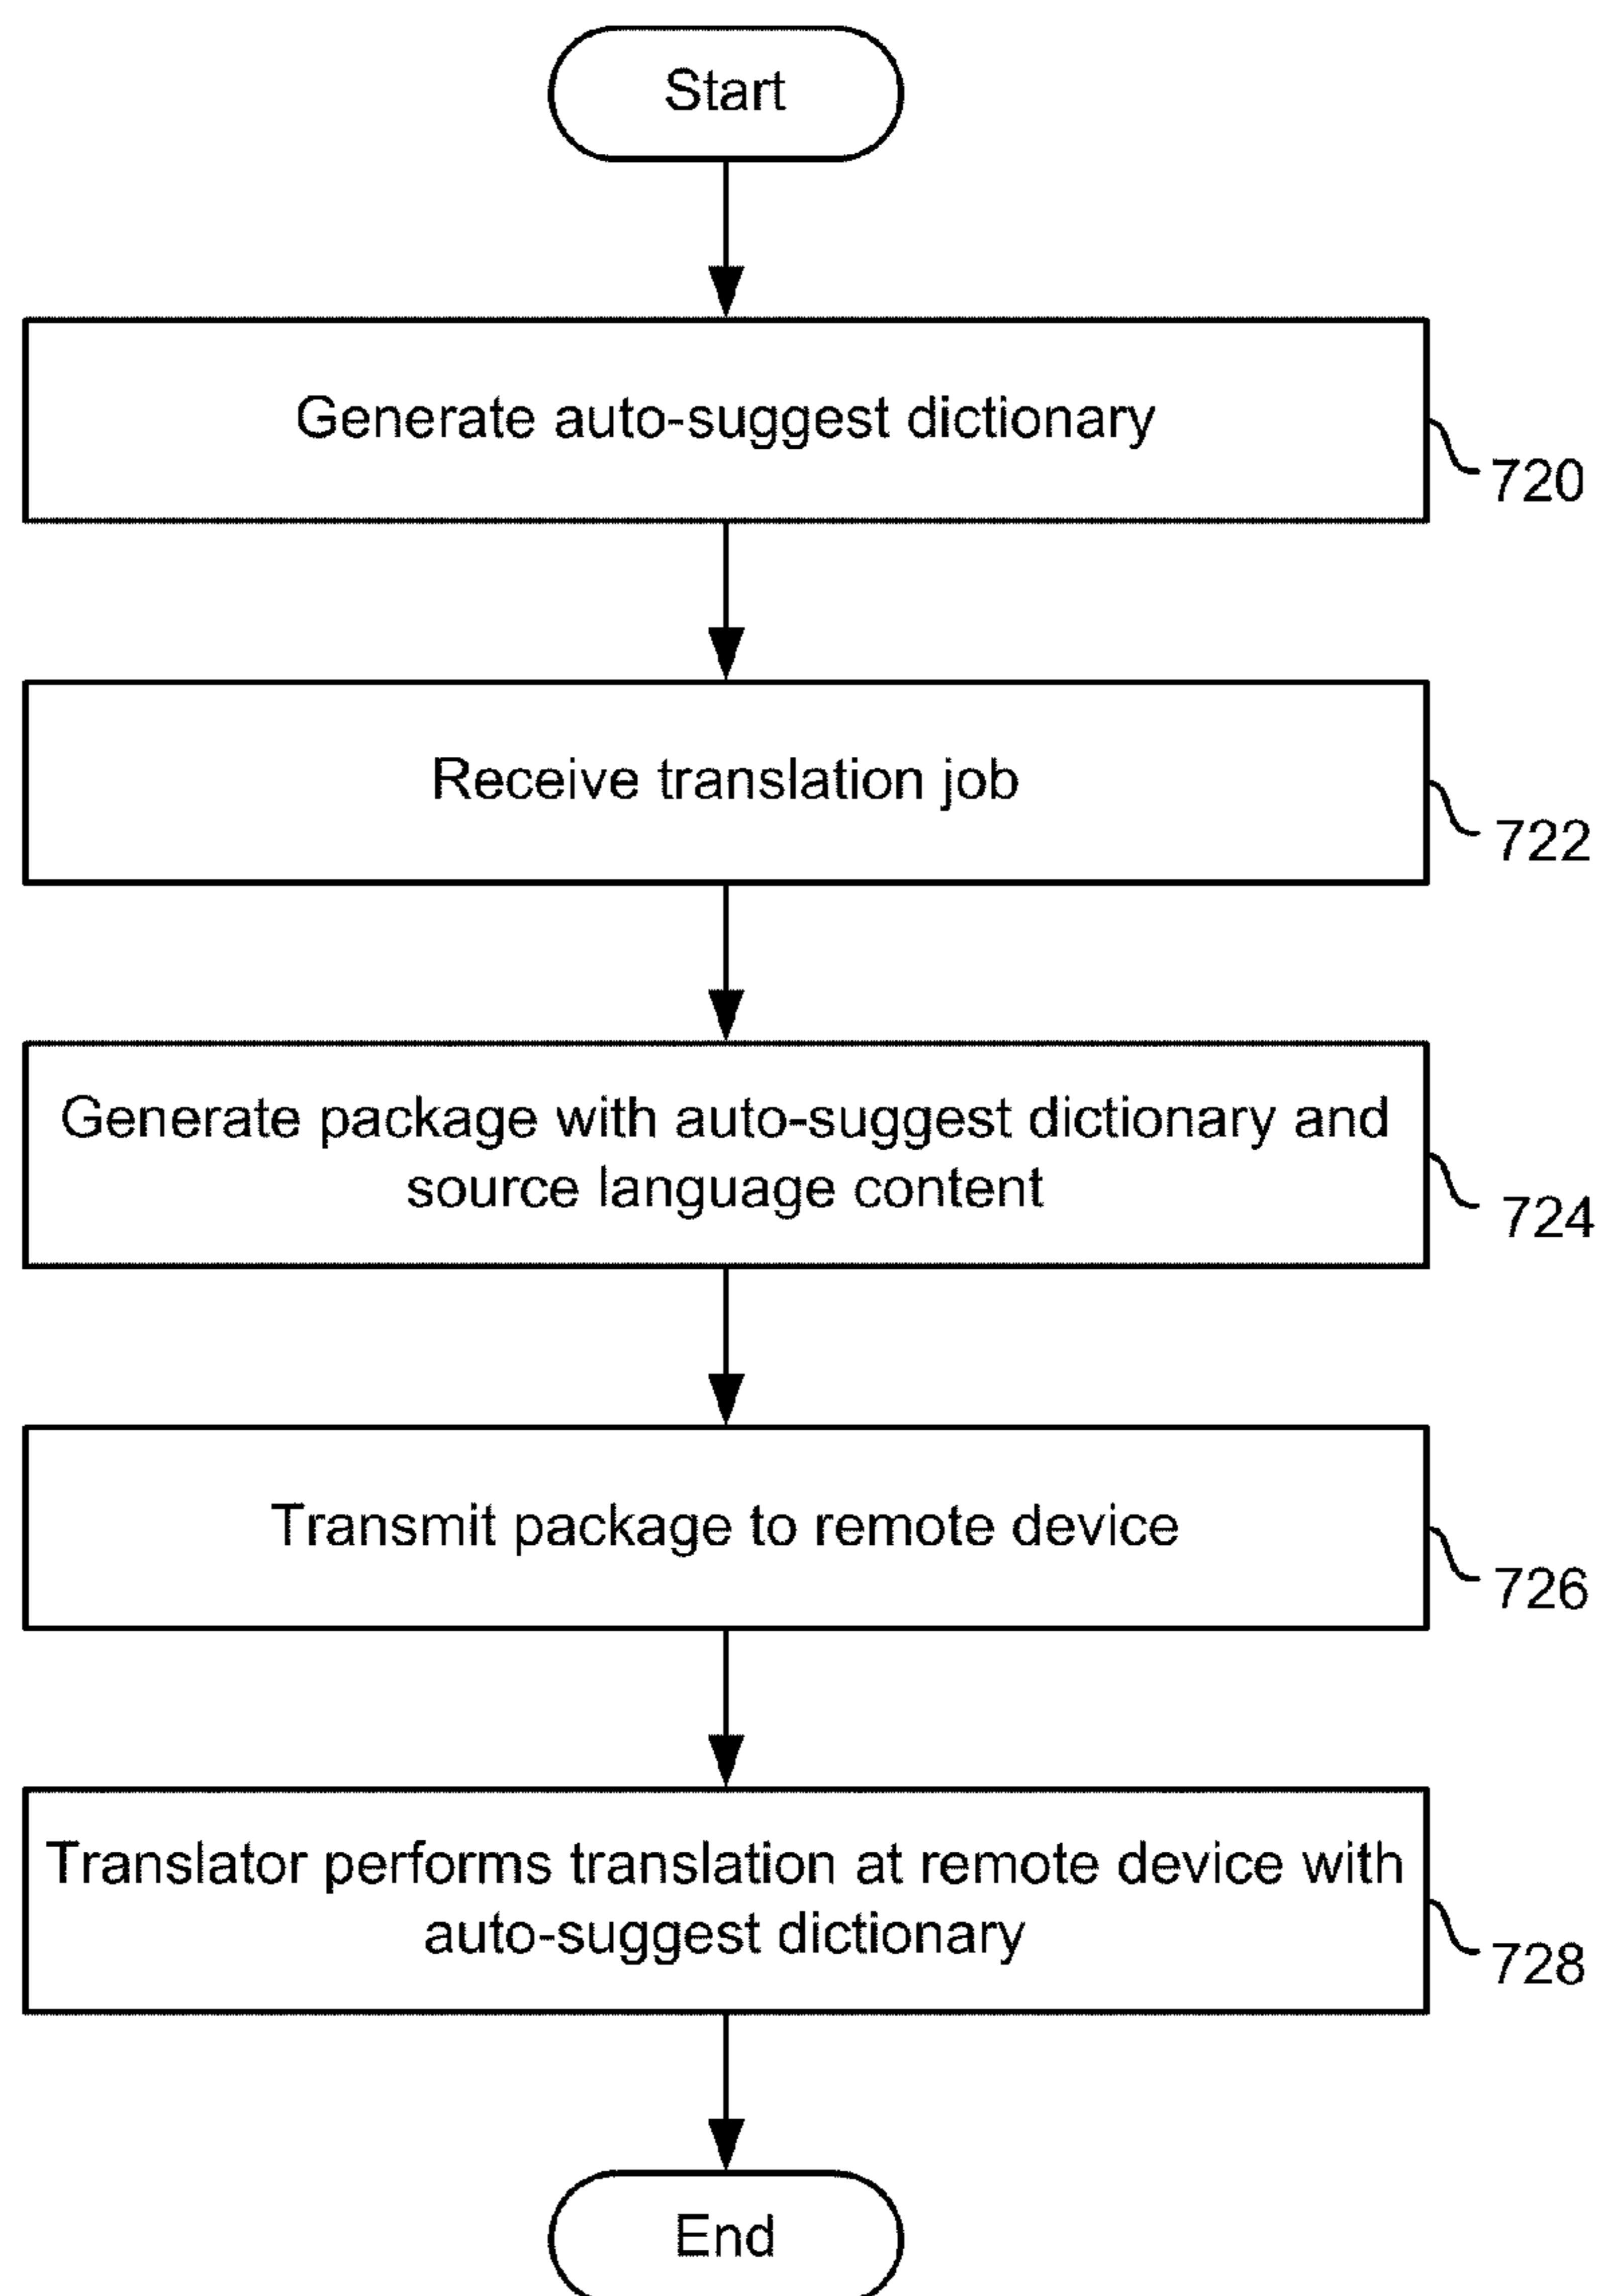 Start
Generate auto-suggest dictionary
720
Receive translation job
722
Generate package with auto-suggest dictionary and
source language content
724
Transmit package to remote device
726
Translator performs translation at remote device with
auto-suggest dictionary
728
End